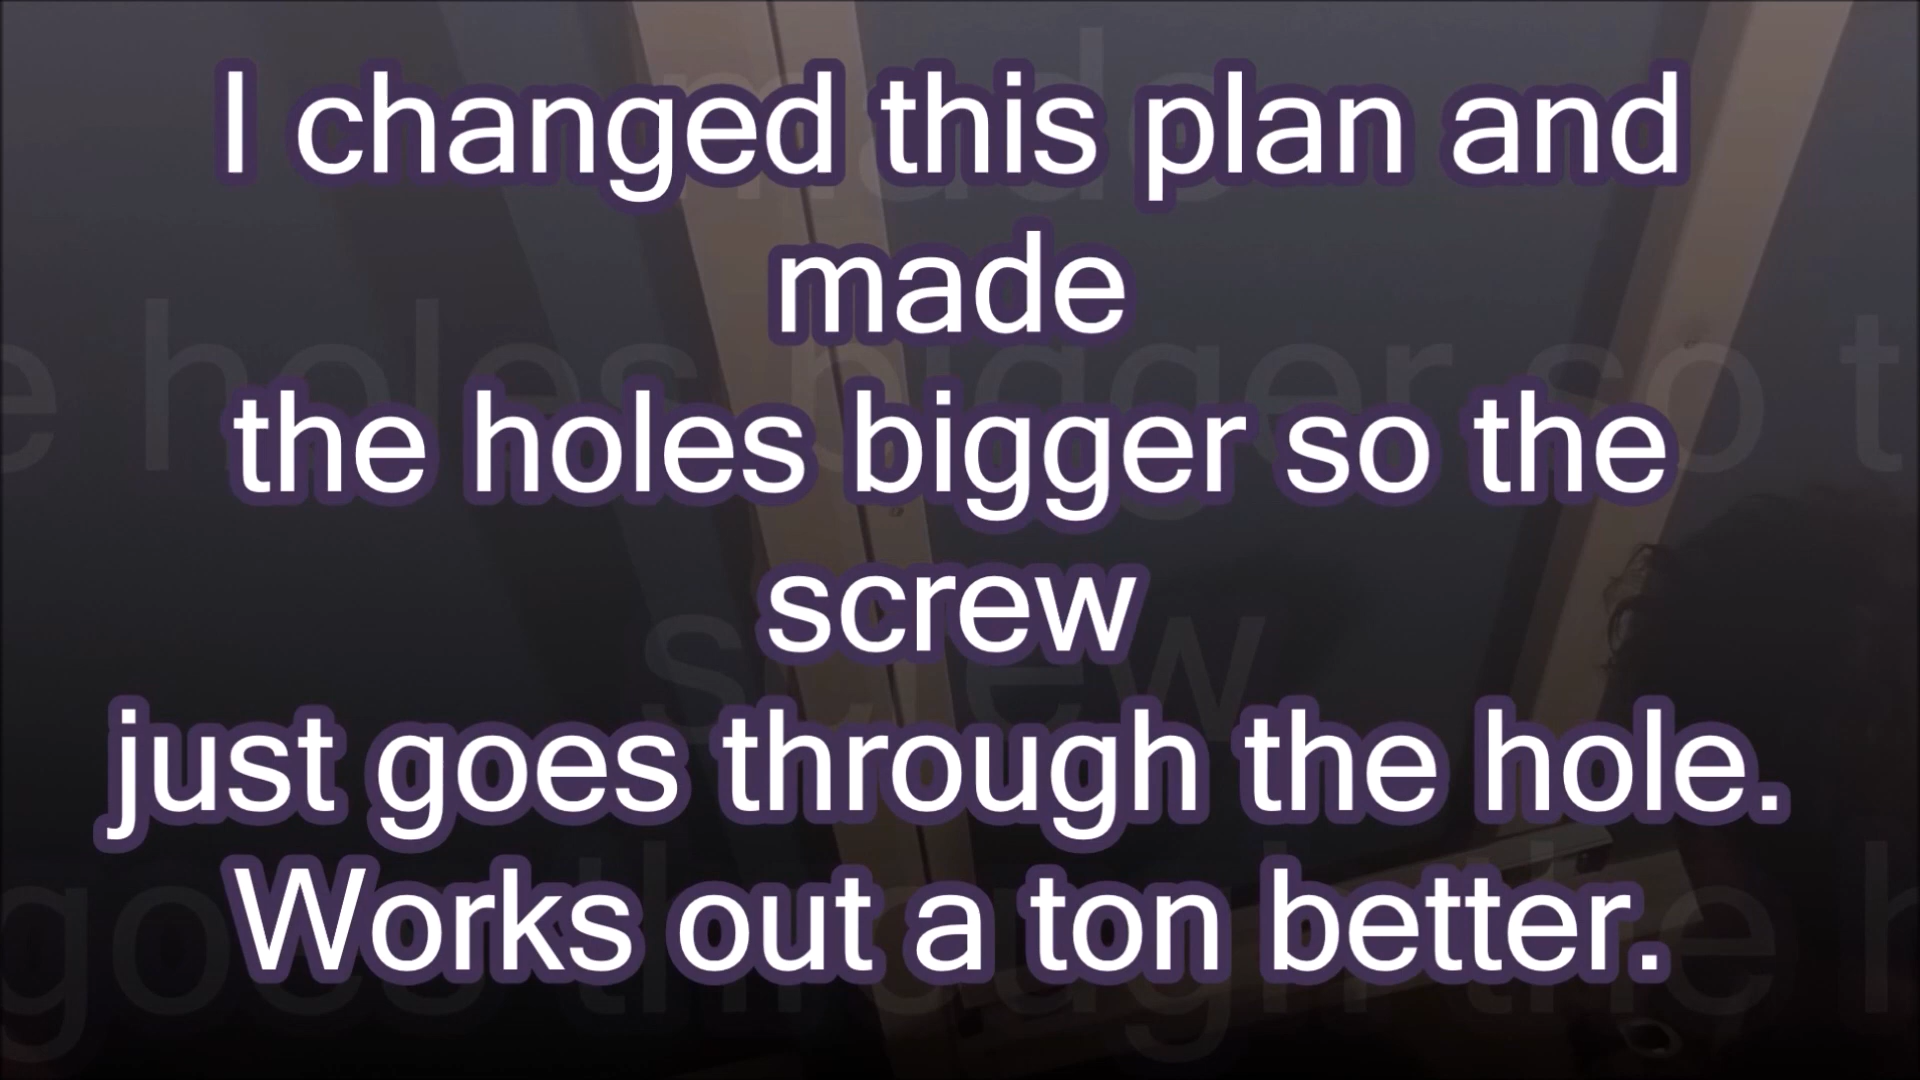 I changed this plan and
made
the holes bigger so the
screw
just goes through the hole.
Works out a ton better.